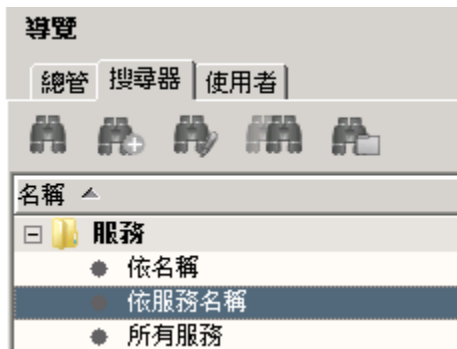 導覽
總管 搜尋器 使用者
名稱
服務
依名稱
依服務名稱
所有服務